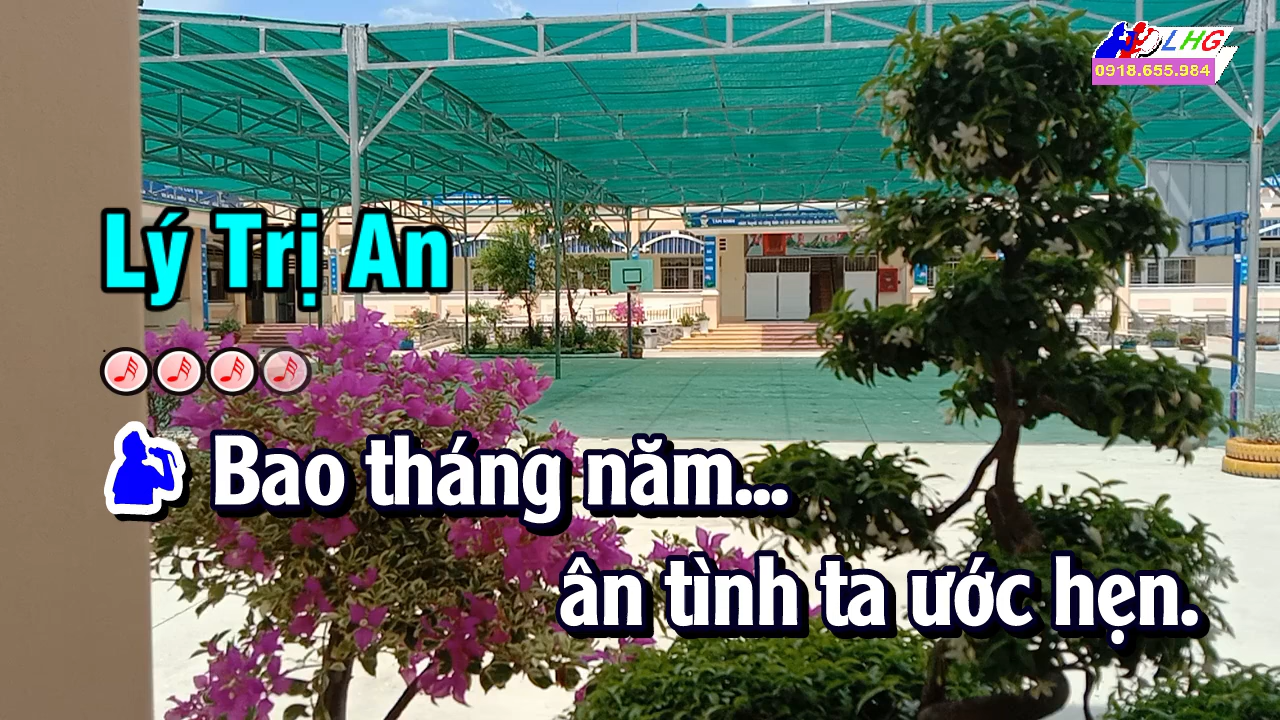 LHG
0918.655.984
Lý Trị An
Bao tháng năm...
ân tình ta ước hẹn.